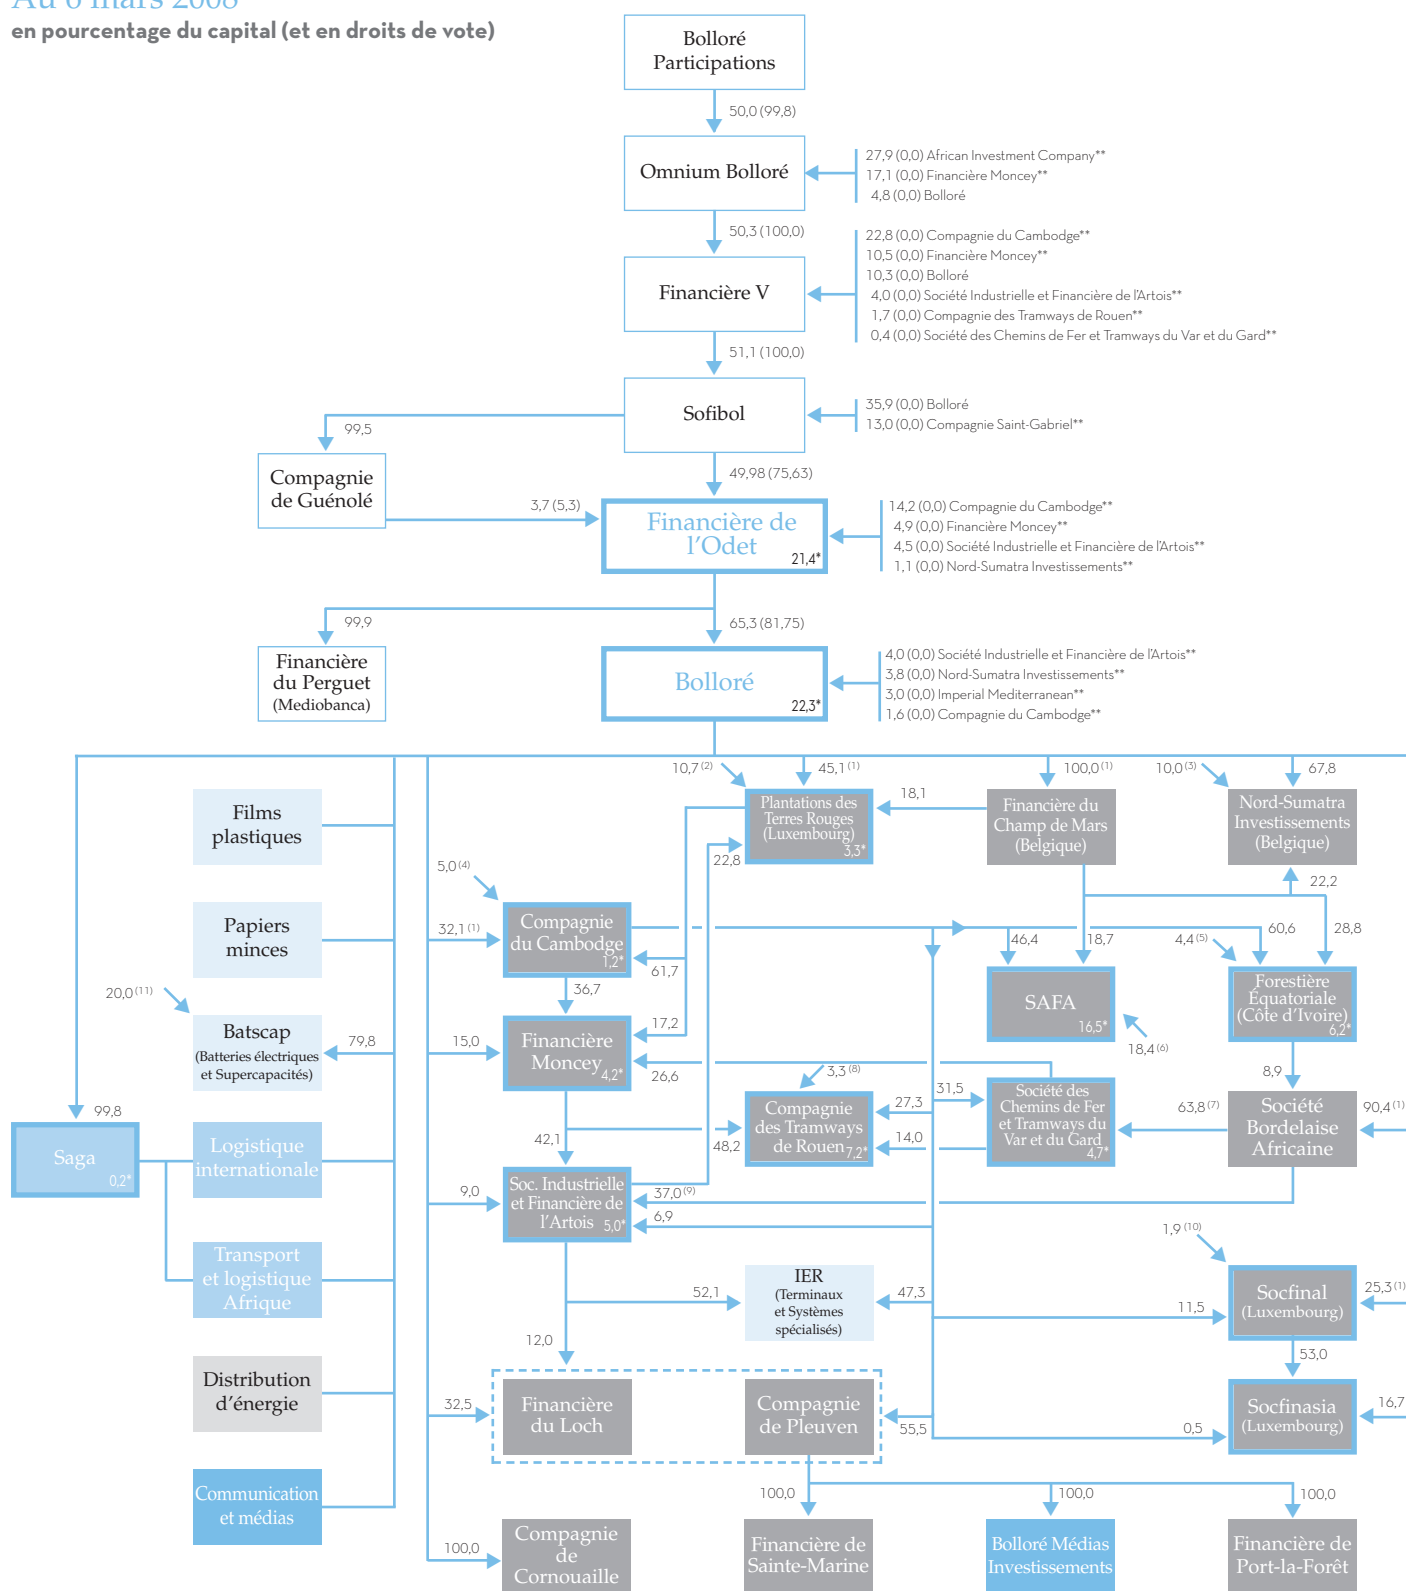 Au 6 mars 2008
en pourcentage du capital (et en droits de vote)
Bolloré
Participations
50,0 (99,8)
Omnium Bolloré
27,9 (0,0) African Investment Company**
17,1 (0,0) Financière Moncey**
4,8 (0,0) Bolloré
50,3 (100,0)
Financière V
22,8 (0,0) Compagnie du Cambodge**
10,5 (0,0) Financière Moncey**
10,3 (0,0) Bolloré
4,0 (0,0) Société Industrielle et Financière de l'Artois**
1,7 (0,0) Compagnie des Tramways de Rouen**
0,4 (0,0) Société des Chemins de Fer et Tramways du Var et du Gard**
51,1 (100,0)
Sofibol
35,9 (0,0) Bolloré
13,0 (0,0) Compagnie Saint-Gabriel**
99,5
49,98 (75,63)
Compagnie
de Guénolé
3,7 (5,3)
Financière de
l'Odet
21,4*
14,2 (0,0) Compagnie du Cambodge**
4,9 (0,0) Financière Moncey**
4,5 (0,0) Société Industrielle et Financière de l'Artois**
1,1 (0,0) Nord-Sumatra Investissements**
99,9
65,3 (81,75)
Financière
du Perguet
(Mediobanca)
Bolloré
22,3*
4,0 (0,0) Société Industrielle et Financière de l'Artois**
3,8 (0,0) Nord-Sumatra Investissements**
3,0 (0,0) Imperial Mediterranean**
1,6 (0,0) Compagnie du Cambodge**
10,7 (2)
45,1 (1)
100,0 (1)
10,0 (3)
67,8
Films
plastiques
Plantations des
Terres Rouges
(Luxembourg)
3,3*
18,1
Financière du
Champ de Mars
(Belgique)
Nord-Sumatra
Investissements
(Belgique)
22,8
5,0 (4)
22,2
Papiers
minces
32,1 (1)
Compagnie
du Cambodge
1,2*
61,7
46,4
18,7
4,4 (5)
60,6
28,8
36,7
20,0 (11)
SAFA
16,5*
Forestière
Équatoriale
(Côte d'Ivoire)
6,2*
Batscap
(Batteries électriques
et Supercapacités)
79,8
15,0
Financière
Moncey
4,2*
17,2
18,4 (6)
26,6
3,3 (8)
8,9
99,8
31,5
Saga
0,2*
Logistique
internationale
42,1
48,2
Compagnie
des Tramways
de Rouen
7,2*
27,3
14,0
Société des
Chemins de Fer
et Tramways du
Var et du Gard
4,7*
63,8 (7)
Société
Bordelaise
Africaine
90,4 (1)
9,0
Soc. Industrielle
et Financière de
l'Artois
5,0*
37,0 (9)
6,9
1,9 (10)
Transport
et logistique
Afrique
52,1
IER
(Terminaux
et Systèmes
spécialisés)
47,3
11,5
Socfinal
(Luxembourg)
25,3 (1)
12,0
53,0
Distribution
d'énergie
32,5
Financière
du Loch
Compagnie
de Pleuven
55,5
0,5
Socfinasia
(Luxembourg)
16,7
Communication
et médias
100,0
100,0
100,0
100,0
Compagnie
de
Cornouaille
Financière de
Sainte-Marine
Bolloré Médias
Investissements
Financière de
Port-la-Forêt